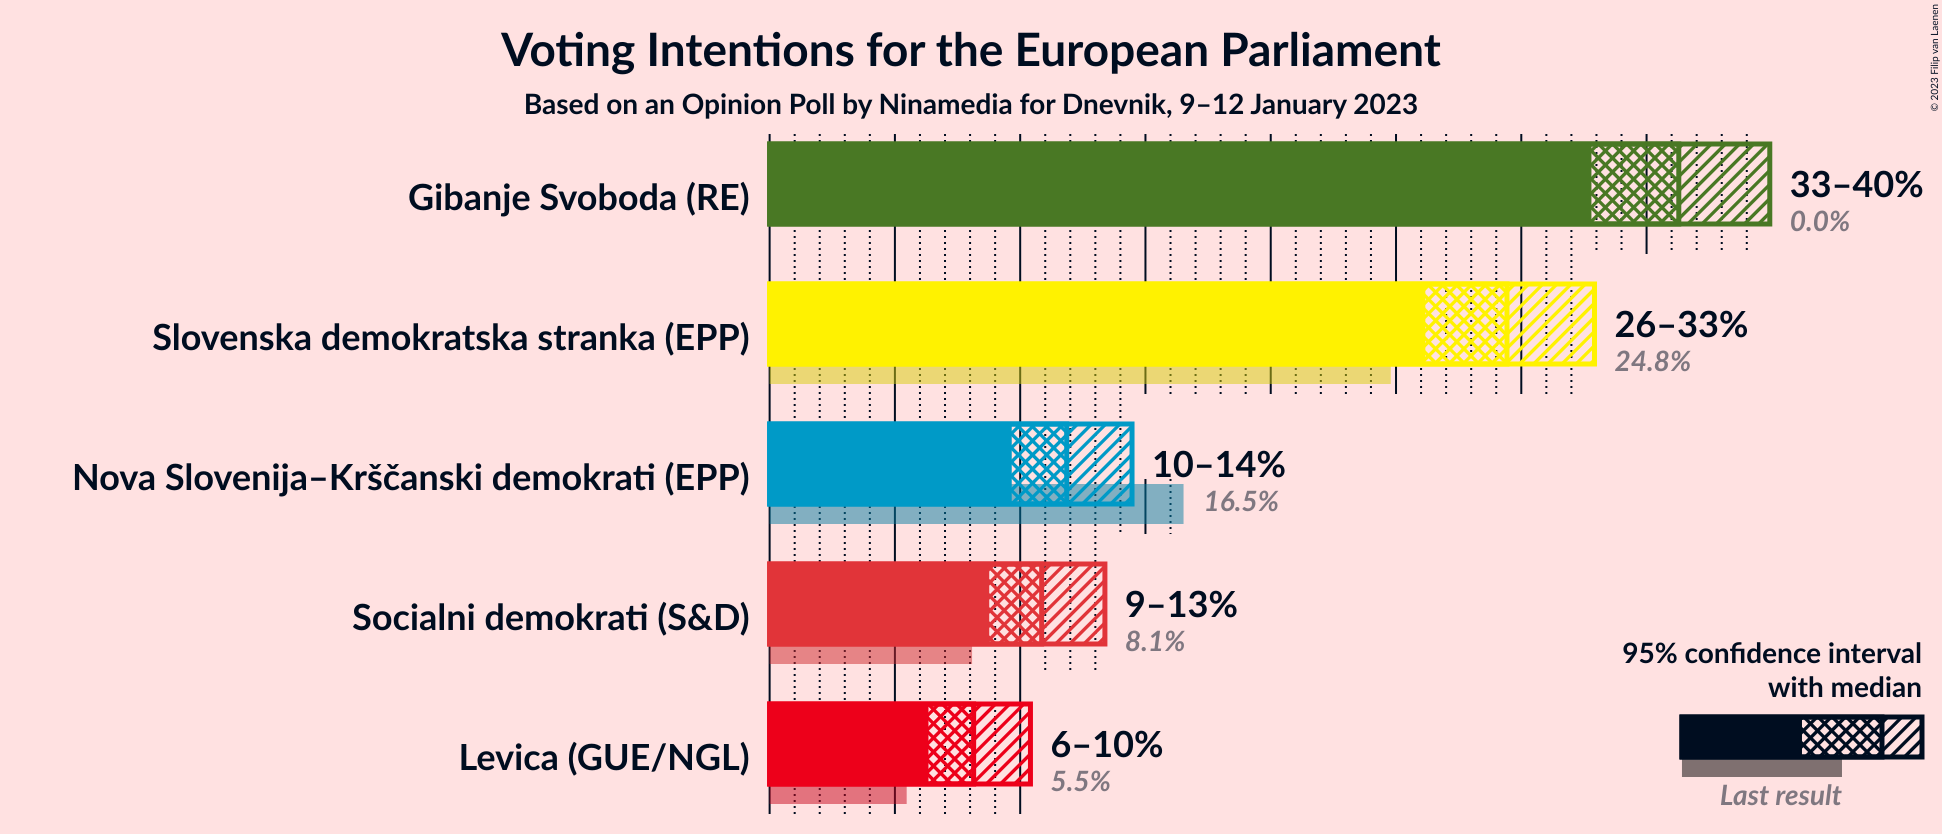 Voting Intentions for the European Parliament
Based on an Opinion Poll by Ninamedia for Dnevnik, 9–12 January 2023
© 2023 Filip van Laenen
Gibanje Svoboda (RE)
33–40%
0.0%
Slovenska demokratska stranka (EPP)
26–33%
24.8%
Nova Slovenija–Krščanski demokrati (EPP)
10–14%
16.5%
Socialni demokrati (S&D)
9–13%
8.1%
Levica (GUE/NGL)
6–10%
5.5%
95% confidence interval
with median
Last result